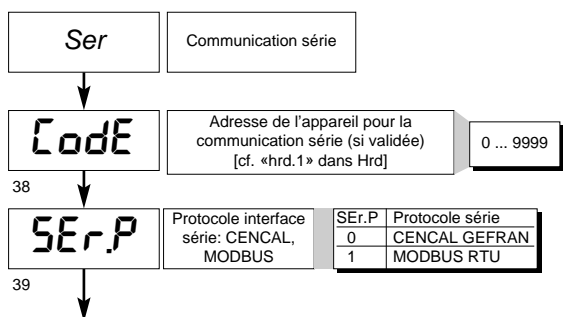 Ser
Communication série
CodE
Adresse de l'appareil pour la
communication série (si validée)
[cf. «hrd.1» dans Hrd]
0 ... 9999
38
SEr.P
Protocole interface
série: CENCAL,
MODBUS
SEr.P Protocole série
0 CENCAL GEFRAN
1 MODBUS RTU
39